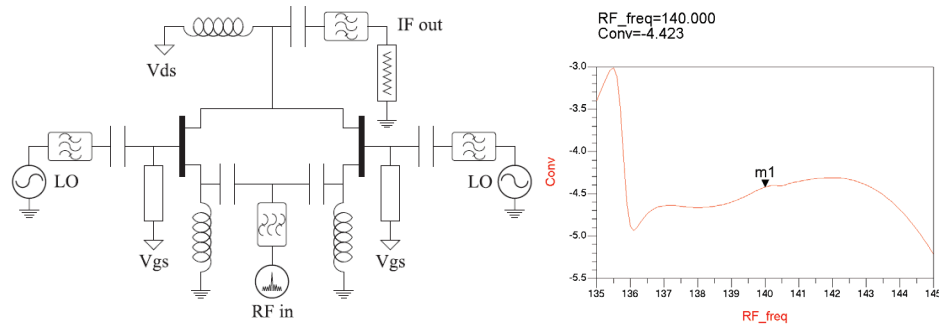 IF out
Vds
LO
LO
Vgs
Vgs
RF in
RF_freq=140.000
Conv=-4.423
m1
Conv
-3.0
-3.5
-4.0
-4.5
-5.0
-5.5
135 136 137 138 139 140 141 142 143 144 145
RF_freq